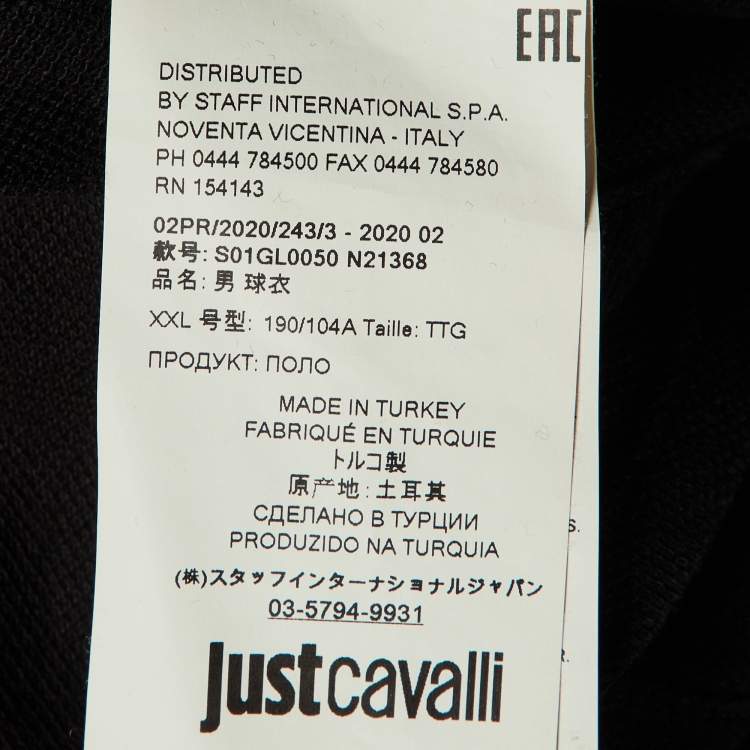 EAC
DISTRIBUTED
BY STAFF INTERNATIONAL S.P.A.
NOVENTA VICENTINA - ITALY
PH 0444 784500 FAX 0444 784580
RN 154143
02PR/2020/243/3 - 2020 02
款号: S01GL0050 N21368
品名: 男 球衣
XXL 号型: 190/104A Taille: TTG
ПРОДУКТ: ПОЛО
MADE IN TURKEY
FABRIQUÉ EN TURQUIE
トルコ製
原产地: 土耳其
СДЕЛАНО В ТУРЦИИ
PRODUZIDO NA TURQUIA
(株)スタッフインターナショナルジャパン
03-5794-9931
justcavalli
S.
R.